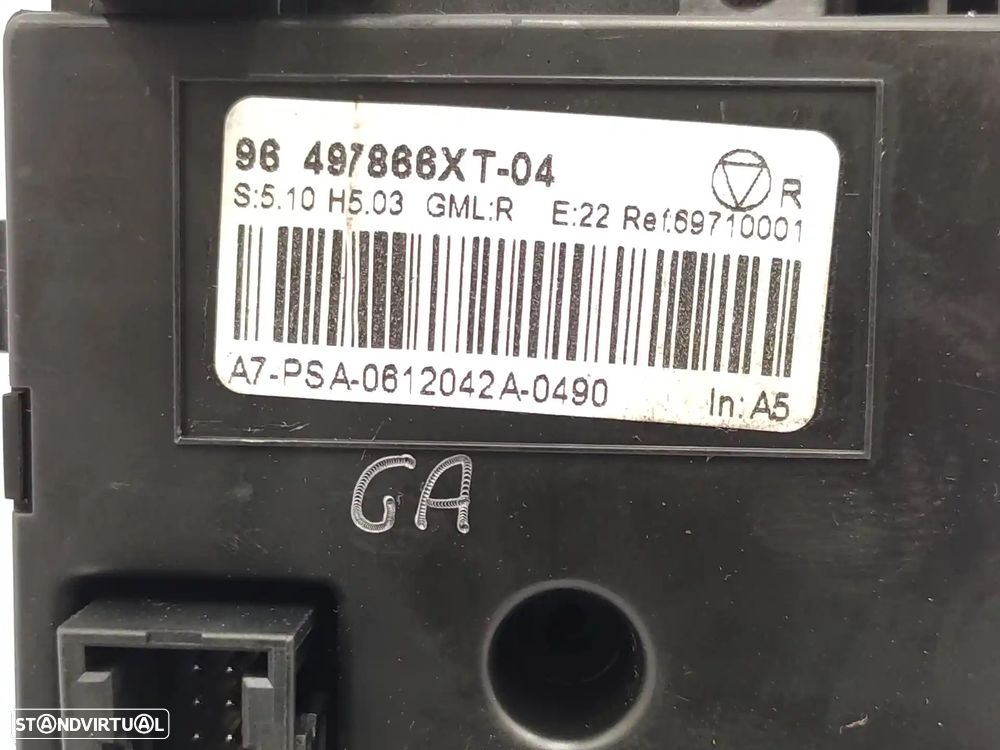 96 497866XT-04
R
S:5.10 H5.03 GML:R E:22 Ref:69710001
A7-PSA-0612042A-0490 In: A5
GA
STANDVIRTUAL